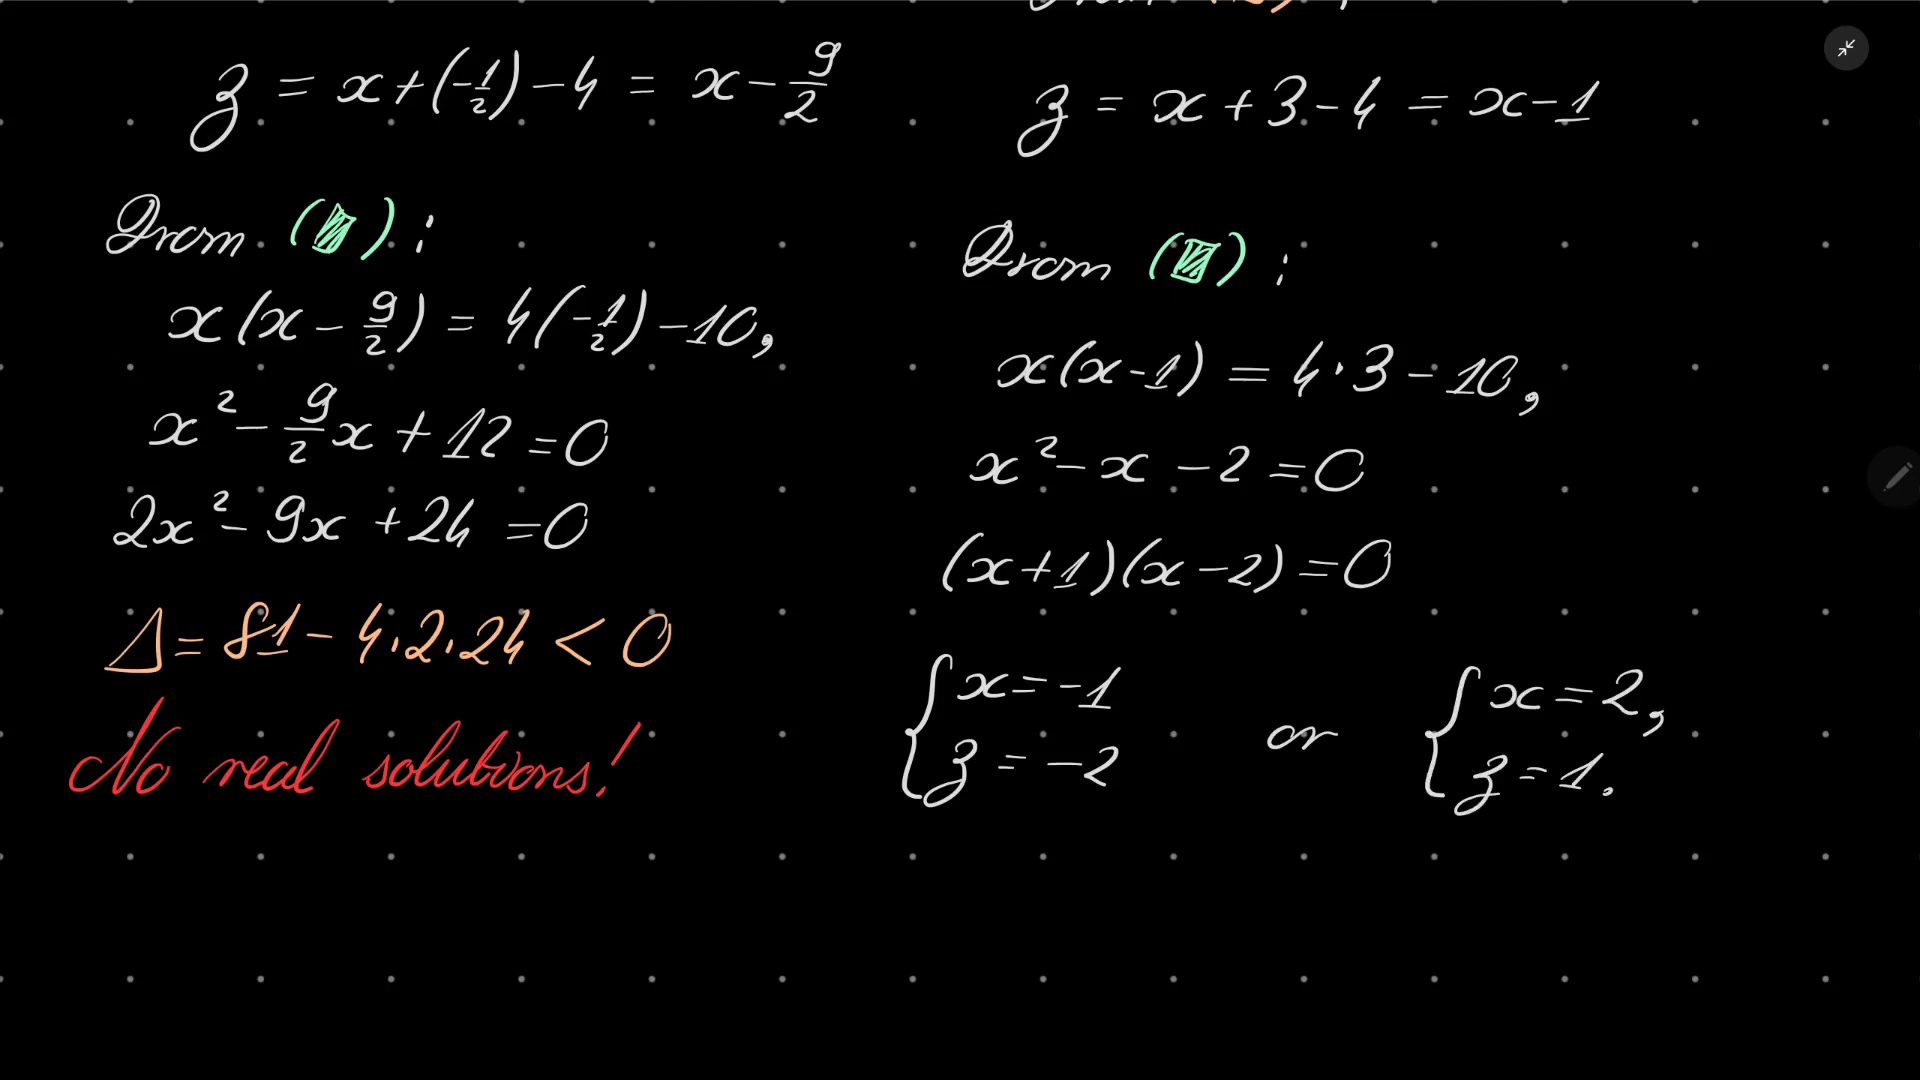 z = x + (-1/2) - 4 = x - 9/2
From ( ):
x(x - 9/2) = 4(-1/2) - 10,
x² - 9/2 x + 12 = 0
2x² - 9x + 24 = 0
Δ = 81 - 4·2·24 < 0
No real solutions!
z = x + 3 - 4 = x - 1
From ( ):
x(x - 1) = 4·3 - 10,
x² - x - 2 = 0
(x + 1)(x - 2) = 0
{ x = -1 or { x = 2,
z = -2 z = 1.